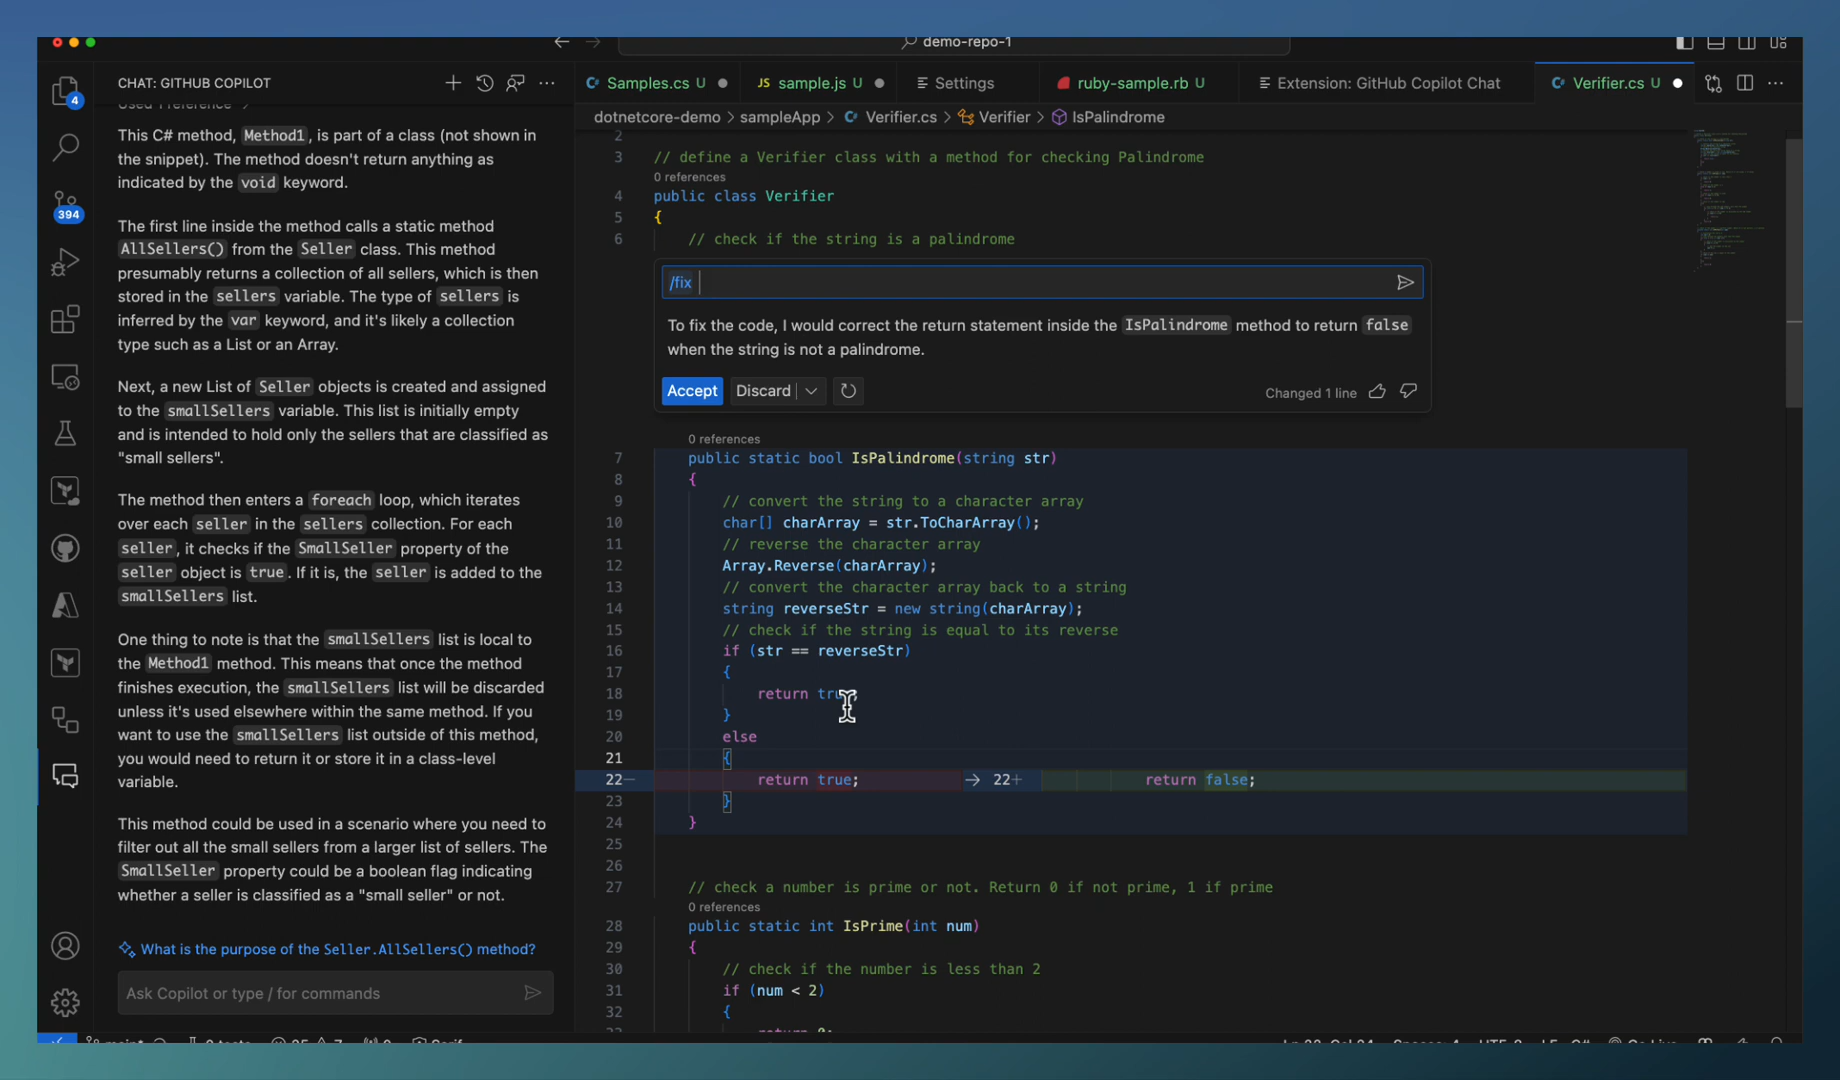 demo-repo-1
CHAT: GITHUB COPILOT
Samples.cs U
JS sample.js U
Settings
ruby-sample.rb U
Extension: GitHub Copilot Chat
Verifier.cs U
dotnetcore-demo > sampleApp > Verifier.cs > Verifier > IsPalindrome
4
394
Used 1 reference >
This C# method, Method1, is part of a class (not shown in
the snippet). The method doesn't return anything as
indicated by the void keyword.
The first line inside the method calls a static method
AllSellers() from the Seller class. This method
presumably returns a collection of all sellers, which is then
stored in the sellers variable. The type of sellers is
inferred by the var keyword, and it's likely a collection
type such as a List or an Array.
Next, a new List of Seller objects is created and assigned
to the smallSellers variable. This list is initially empty
and is intended to hold only the sellers that are classified as
"small sellers".
The method then enters a foreach loop, which iterates
over each seller in the sellers collection. For each
seller, it checks if the SmallSeller property of the
seller object is true. If it is, the seller is added to the
smallSellers list.
One thing to note is that the smallSellers list is local to
the Method1 method. This means that once the method
finishes execution, the smallSellers list will be discarded
unless it's used elsewhere within the same method. If you
want to use the smallSellers list outside of this method,
you would need to return it or store it in a class-level
variable.
This method could be used in a scenario where you need to
filter out all the small sellers from a larger list of sellers. The
SmallSeller property could be a boolean flag indicating
whether a seller is classified as a "small seller" or not.
What is the purpose of the Seller.AllSellers() method?
Ask Copilot or type / for commands
2
3 // define a Verifier class with a method for checking Palindrome
0 references
4 public class Verifier
5 {
6 // check if the string is a palindrome
/fix
To fix the code, I would correct the return statement inside the IsPalindrome method to return false
when the string is not a palindrome.
Accept Discard Changed 1 line
0 references
7 public static bool IsPalindrome(string str)
8 {
9 // convert the string to a character array
10 char[] charArray = str.ToCharArray();
11 // reverse the character array
12 Array.Reverse(charArray);
13 // convert the character array back to a string
14 string reverseStr = new string(charArray);
15 // check if the string is equal to its reverse
16 if (str == reverseStr)
17 {
18 return true;
19 }
20 else
21 {
22− return true; → 22+ return false;
23 }
24 }
25
26
27 // check a number is prime or not. Return 0 if not prime, 1 if prime
0 references
28 public static int IsPrime(int num)
29 {
30 // check if the number is less than 2
31 if (num < 2)
32 {
return 0;